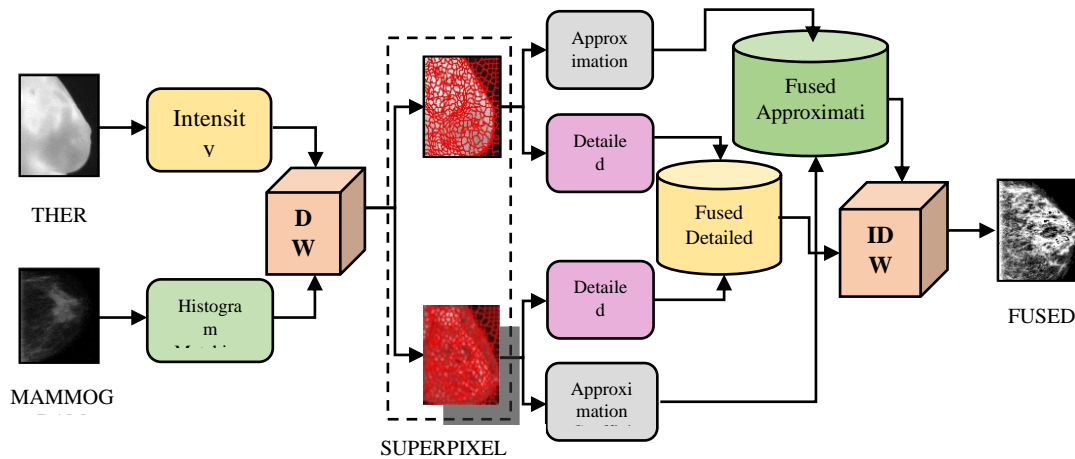 Approx
imation
Fused
Approximati
Intensit
y
THER
Detaile
d
D
W
Fused
Detailed
ID
W
FUSED
Histogra
m
MAMMOG
Detaile
d
Approxi
mation
SUPERPIXEL